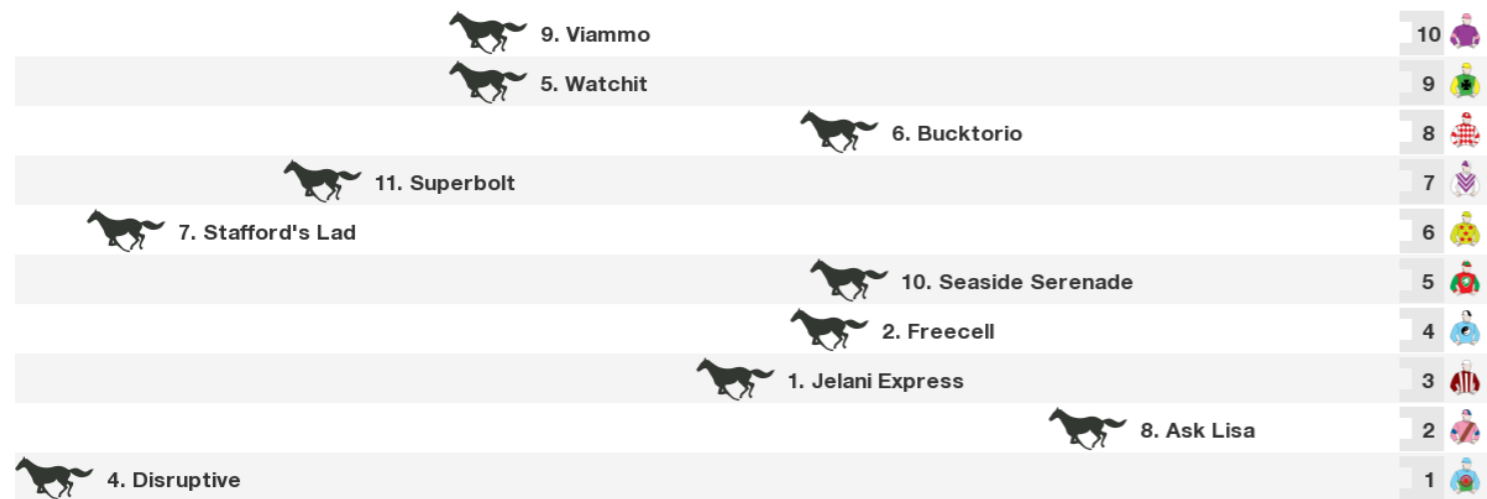 9. Viammo 10
5. Watchit 9
6. Bucktorio 8
11. Superbolt 7
7. Stafford's Lad 6
10. Seaside Serenade 5
2. Freecell 4
1. Jelani Express 3
8. Ask Lisa 2
4. Disruptive 1